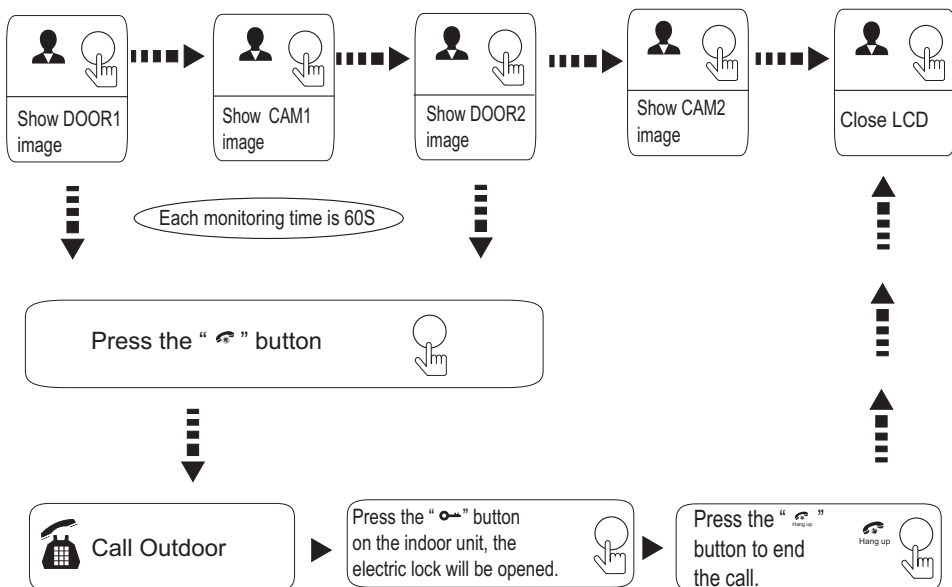 Show DOOR1
image
Show CAM1
image
Show DOOR2
image
Show CAM2
image
Close LCD
Each monitoring time is 60S
Press the “ ” button
Call Outdoor
Press the “ ” button
on the indoor unit, the
electric lock will be opened.
Press the “ Hang up ”
button to end
the call.
Hang up